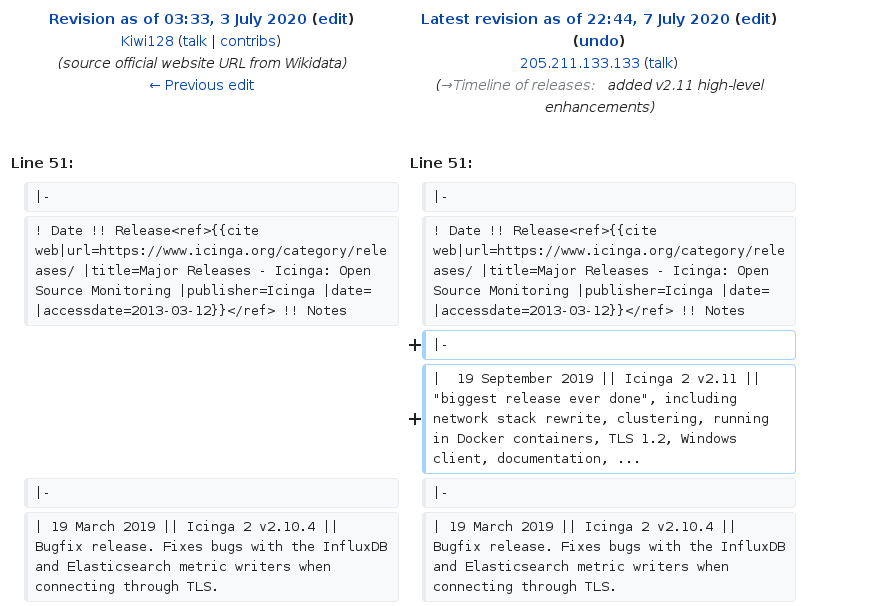 Revision as of 03:33, 3 July 2020 (edit)
Kiwi128 (talk | contribs)
(source official website URL from Wikidata)
← Previous edit
Latest revision as of 22:44, 7 July 2020 (edit)
(undo)
205.211.133.133 (talk)
(→Timeline of releases: added v2.11 high-level
enhancements)
Line 51:
Line 51:
|-
|-
! Date !! Release<ref>{{cite
web|url=https://www.icinga.org/category/rele
ases/ |title=Major Releases - Icinga: Open
Source Monitoring |publisher=Icinga |date=
|accessdate=2013-03-12}}</ref> !! Notes
! Date !! Release<ref>{{cite
web|url=https://www.icinga.org/category/rele
ases/ |title=Major Releases - Icinga: Open
Source Monitoring |publisher=Icinga |date=
|accessdate=2013-03-12}}</ref> !! Notes
+ |-
+ |  19 September 2019 || Icinga 2 v2.11 ||
"biggest release ever done", including
network stack rewrite, clustering, running
in Docker containers, TLS 1.2, Windows
client, documentation, ...
|-
|-
| 19 March 2019 || Icinga 2 v2.10.4 ||
Bugfix release. Fixes bugs with the InfluxDB
and Elasticsearch metric writers when
connecting through TLS.
| 19 March 2019 || Icinga 2 v2.10.4 ||
Bugfix release. Fixes bugs with the InfluxDB
and Elasticsearch metric writers when
connecting through TLS.